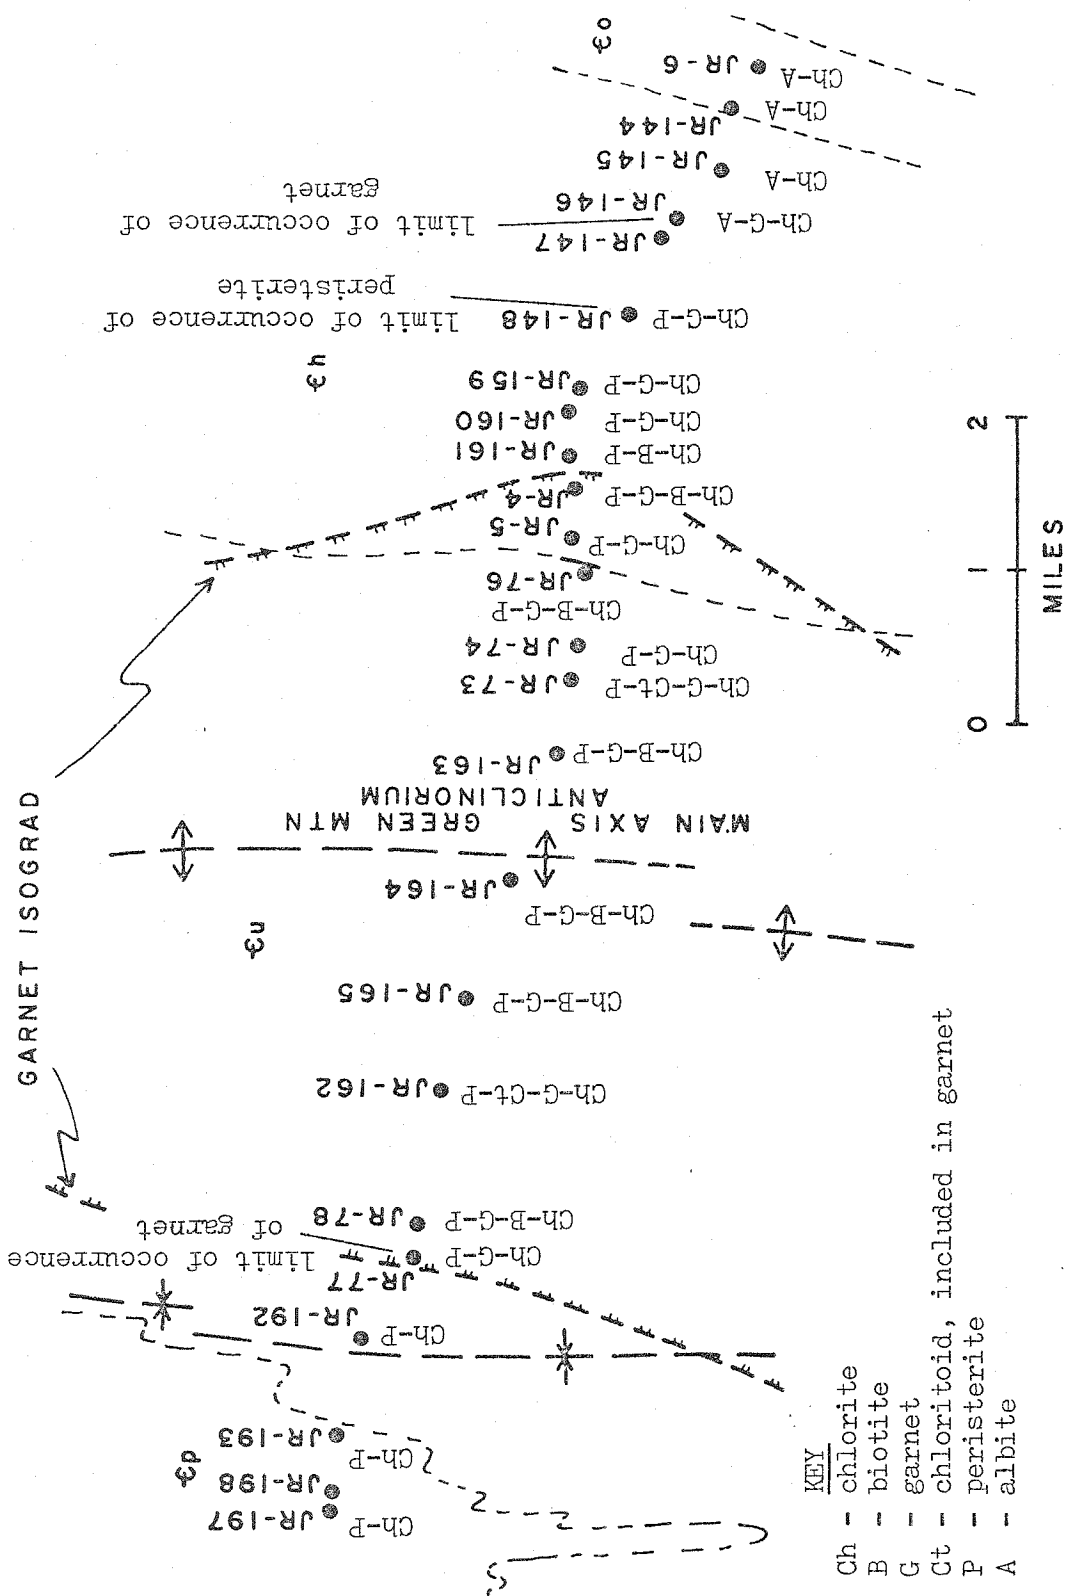 GARNET ISOGRAD
Єp
JR-197
Ch-P
JR-198
JR-193
Ch-P
JR-192
Ch-P
JR-77
Ch-G-P
limit of occurrence
of garnet
JR-78
Ch-B-G-P
JR-162
Ch-G-Ct-P
JR-165
Ch-B-G-P
Єu
JR-164
Ch-B-G-P
MAIN AXIS GREEN MTN
ANTICLINORIUM
JR-163
Ch-B-G-P
JR-73
Ch-G-Ct-P
JR-74
Ch-G-P
JR-76
Ch-B-G-P
JR-5
Ch-G-P
JR-4
Ch-B-G-P
JR-161
Ch-B-P
JR-160
Ch-G-P
JR-159
Ch-G-P
Єh
JR-148
Ch-G-P
limit of occurrence of
peristerite
JR-147
JR-146
Ch-G-A
limit of occurrence of
garnet
JR-145
Ch-A
JR-144
Ch-A
JR-6
Ch-A
Єo
KEY
Ch - chlorite
B - biotite
G - garnet
Ct - chloritoid, included in garnet
P - peristerite
A - albite
0 1 2
MILES